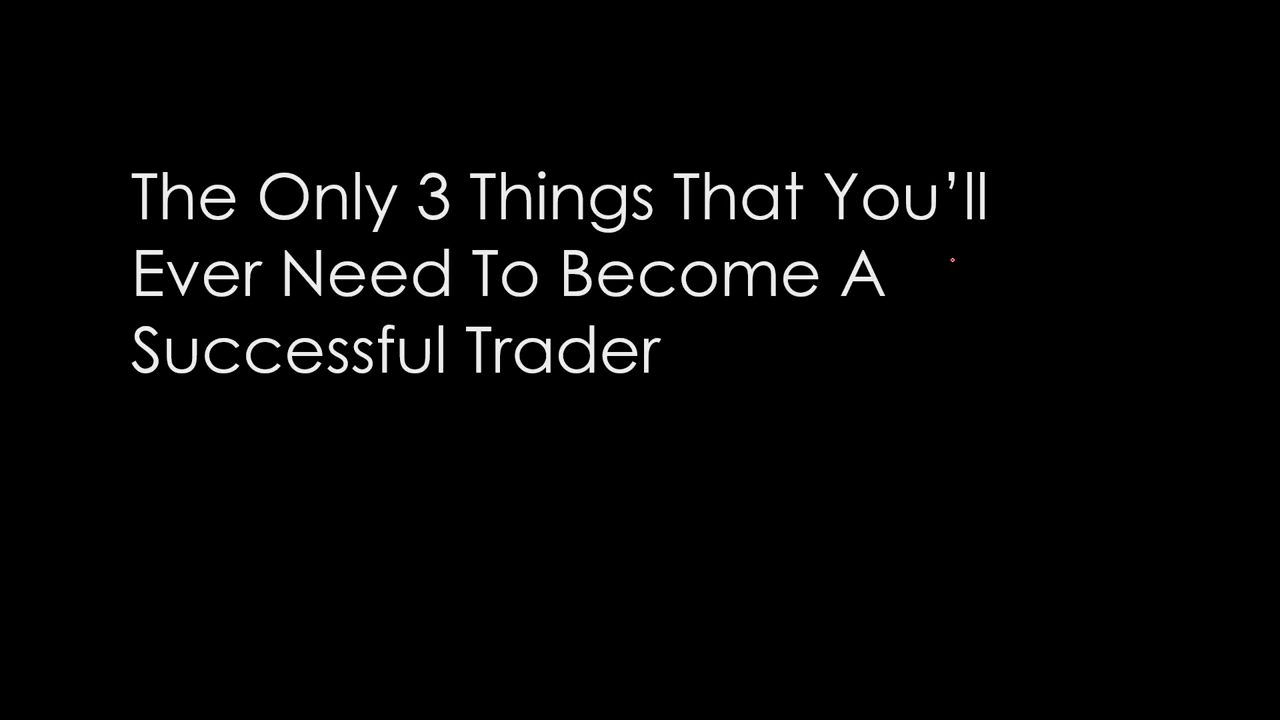 The Only 3 Things That You’ll
Ever Need To Become A
Successful Trader